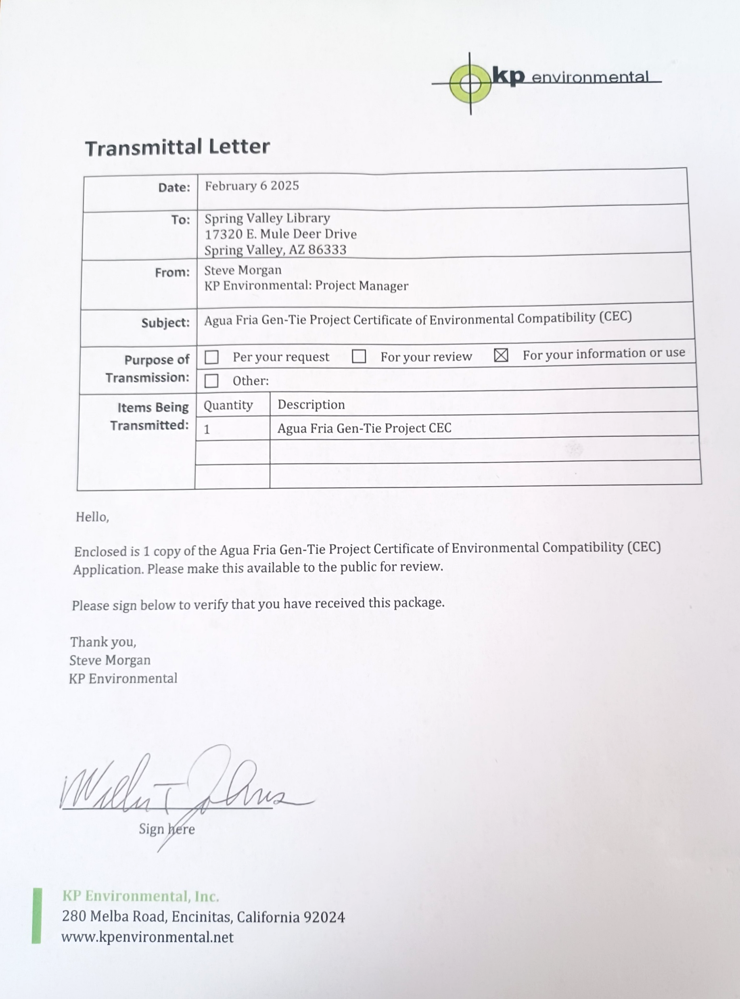 kp environmental
Transmittal Letter
Date: February 6 2025
To: Spring Valley Library
17320 E. Mule Deer Drive
Spring Valley, AZ 86333
From: Steve Morgan
KP Environmental: Project Manager
Subject: Agua Fria Gen-Tie Project Certificate of Environmental Compatibility (CEC)
Purpose of Transmission: ☐ Per your request ☐ For your review ☒ For your information or use
☐ Other:
Items Being Transmitted: Quantity Description
1 Agua Fria Gen-Tie Project CEC
Hello,
Enclosed is 1 copy of the Agua Fria Gen-Tie Project Certificate of Environmental Compatibility (CEC)
Application. Please make this available to the public for review.
Please sign below to verify that you have received this package.
Thank you,
Steve Morgan
KP Environmental
Sign here
KP Environmental, Inc.
280 Melba Road, Encinitas, California 92024
www.kpenvironmental.net